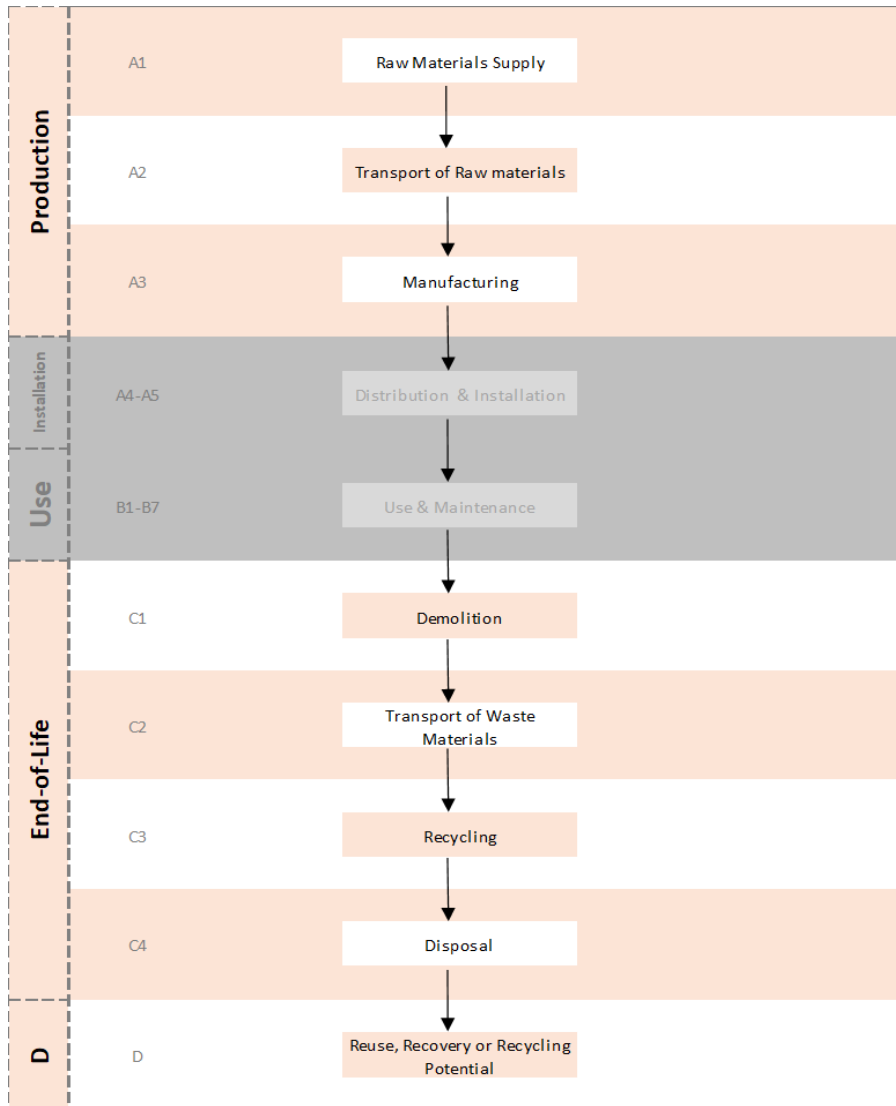 Production
A1
Raw Materials Supply
A2
Transport of Raw materials
A3
Manufacturing
Installation
A4-A5
Distribution & Installation
Use
B1-B7
Use & Maintenance
End-of-Life
C1
Demolition
C2
Transport of Waste
Materials
C3
Recycling
C4
Disposal
D
D
Reuse, Recovery or Recycling
Potential